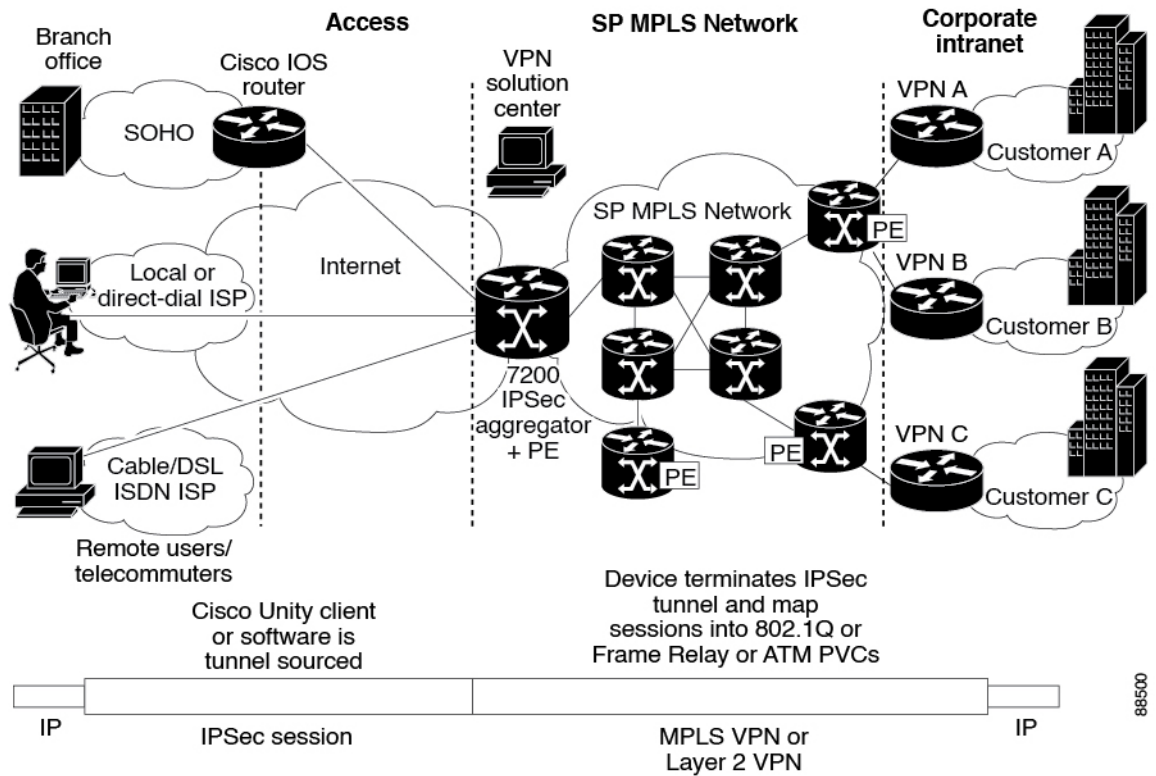 Access
SP MPLS Network
Corporate
intranet
Branch
office
Cisco IOS
router
VPN
solution
center
VPN A
SOHO
Customer A
SP MPLS Network
PE
Internet
Local or
direct-dial ISP
VPN B
Customer B
7200
IPSec
aggregator
+ PE
VPN C
PE
PE
Cable/DSL
ISDN ISP
Customer C
Remote users/
telecommuters
Cisco Unity client
or software is
tunnel sourced
Device terminates IPSec
tunnel and map
sessions into 802.1Q or
Frame Relay or ATM PVCs
IP
IPSec session
MPLS VPN or
Layer 2 VPN
IP
88500